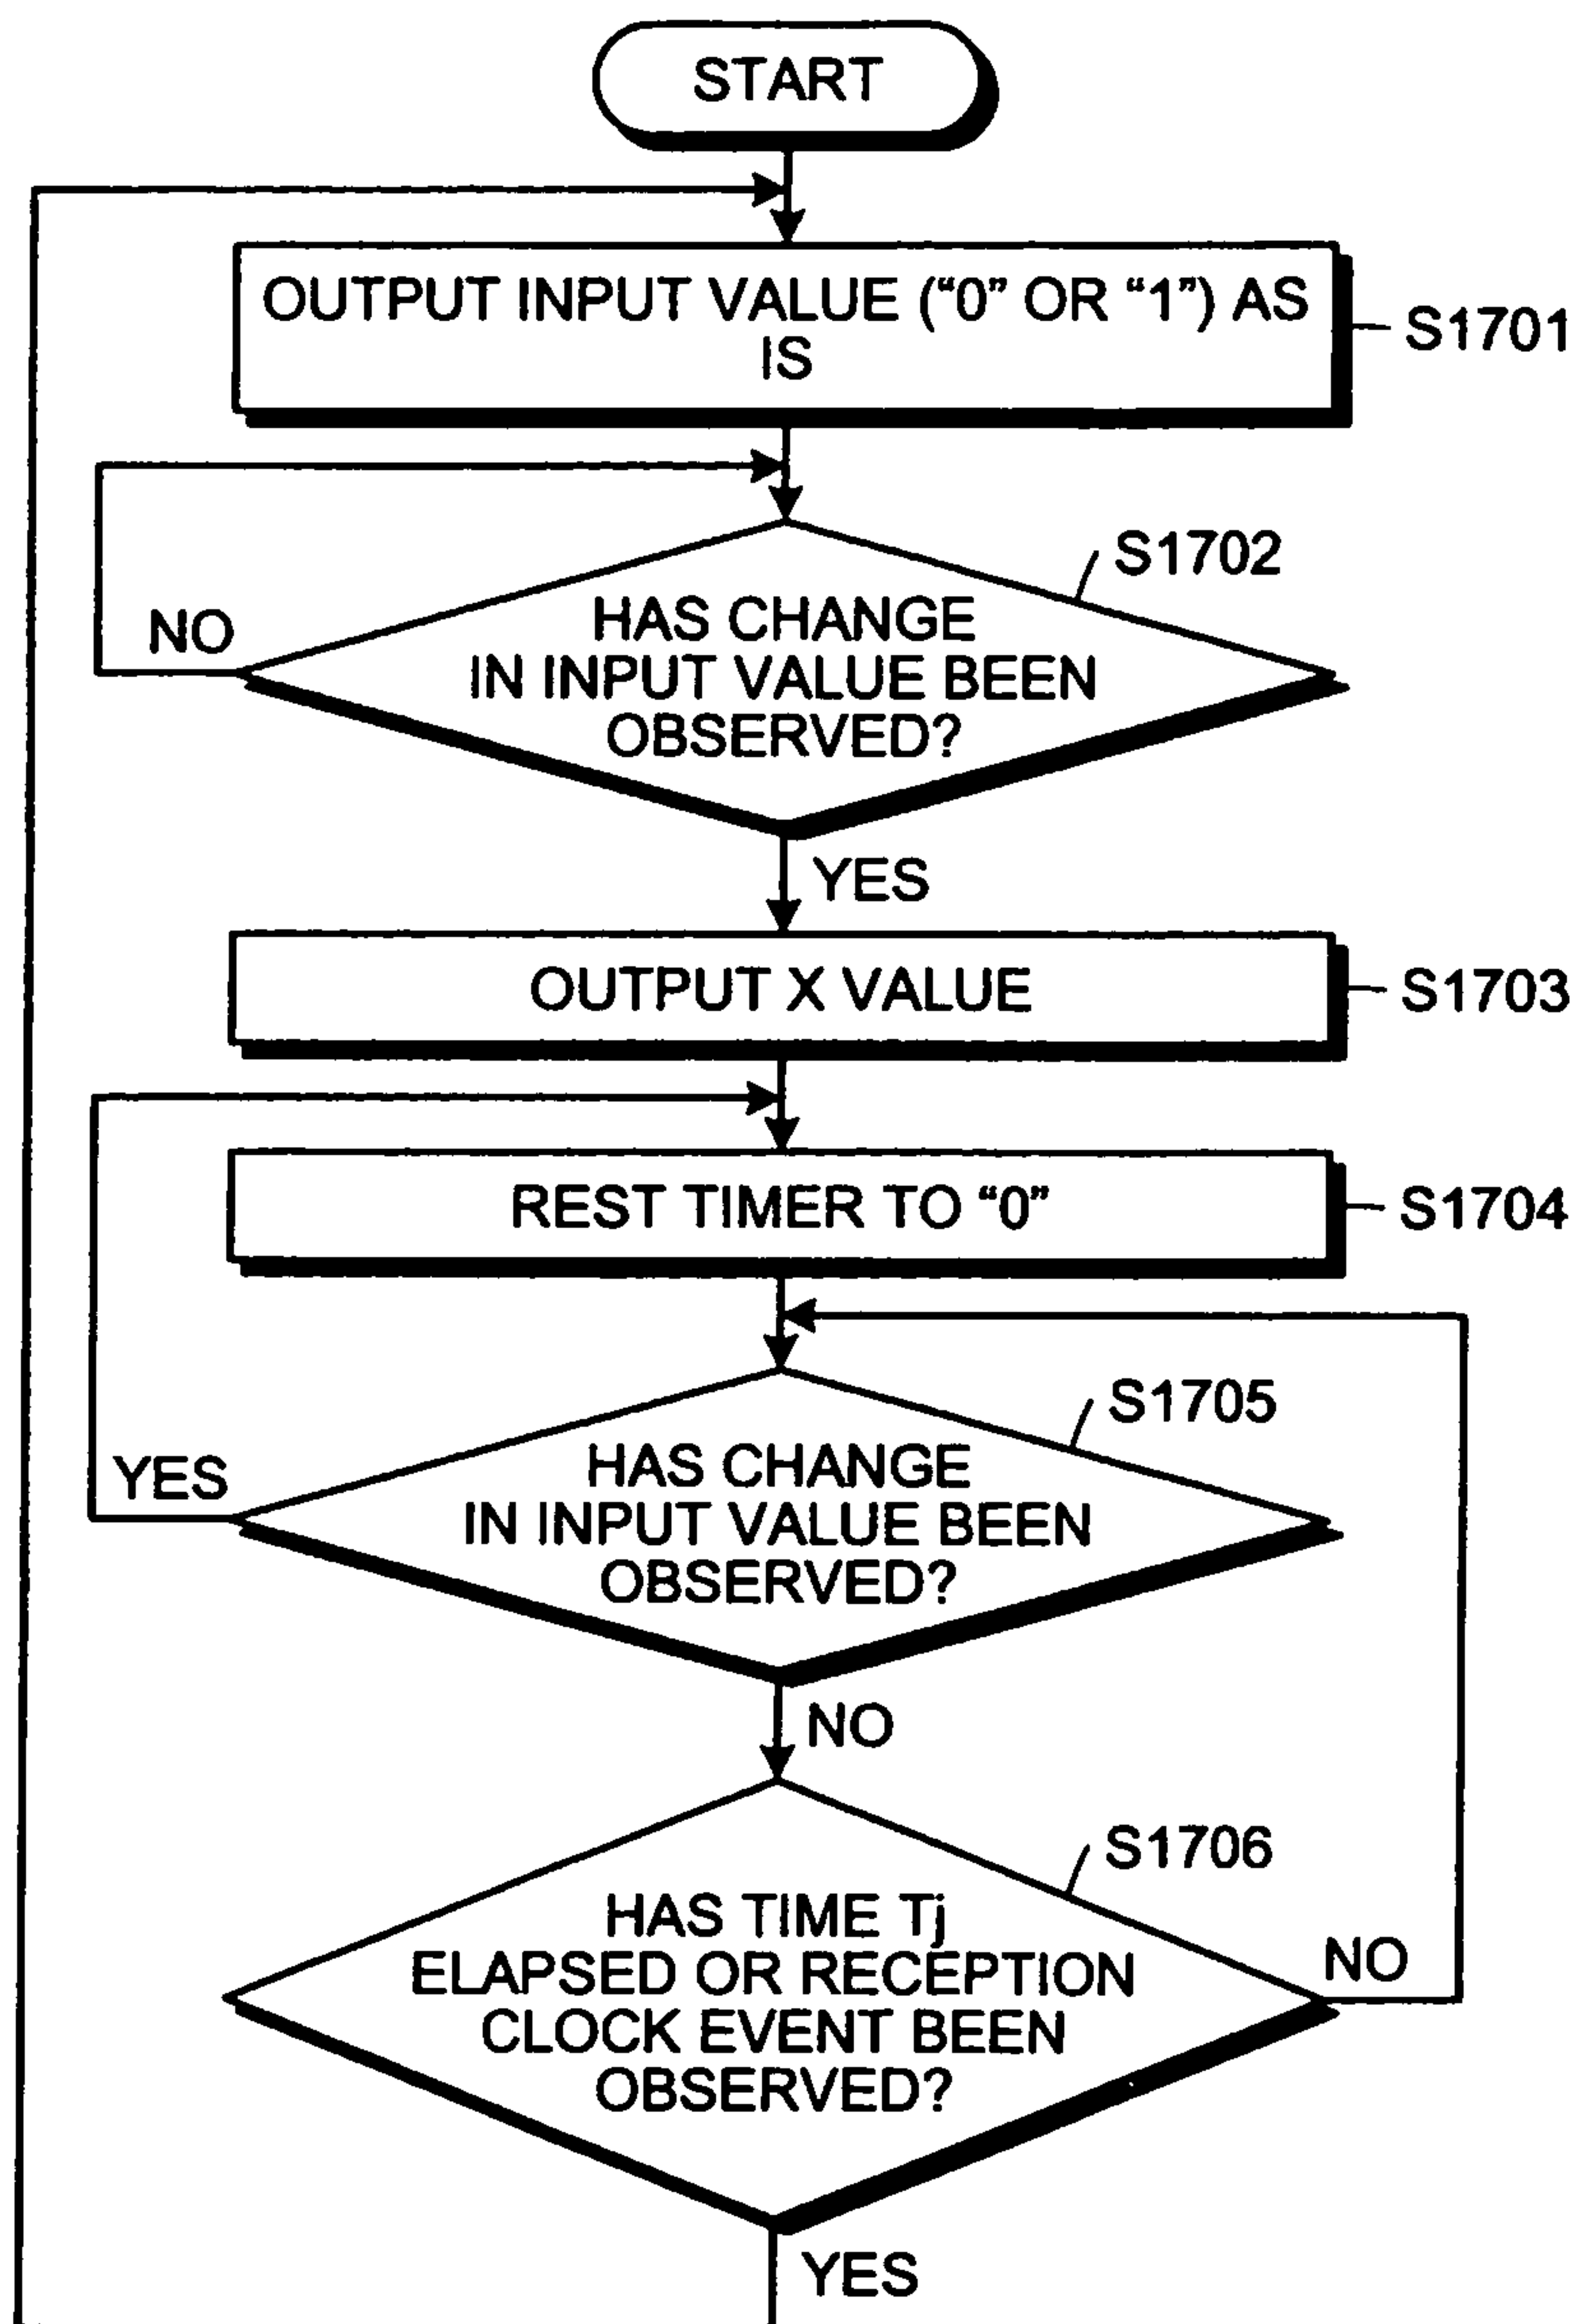 START
OUTPUT INPUT VALUE (“0” OR “1”) AS
IS
S1701
S1702
HAS CHANGE
IN INPUT VALUE BEEN
OBSERVED?
NO
YES
OUTPUT X VALUE
S1703
REST TIMER TO “0”
S1704
S1705
HAS CHANGE
IN INPUT VALUE BEEN
OBSERVED?
YES
NO
S1706
HAS TIME Tj
ELAPSED OR RECEPTION
CLOCK EVENT BEEN
OBSERVED?
NO
YES